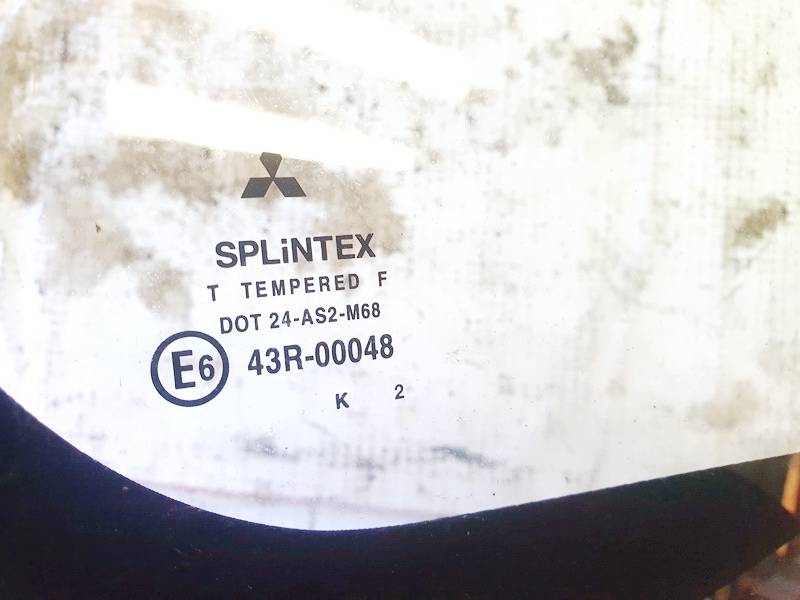 SPLiNTEX
T TEMPERED F
DOT 24-AS2-M68
E6 43R-00048
K 2